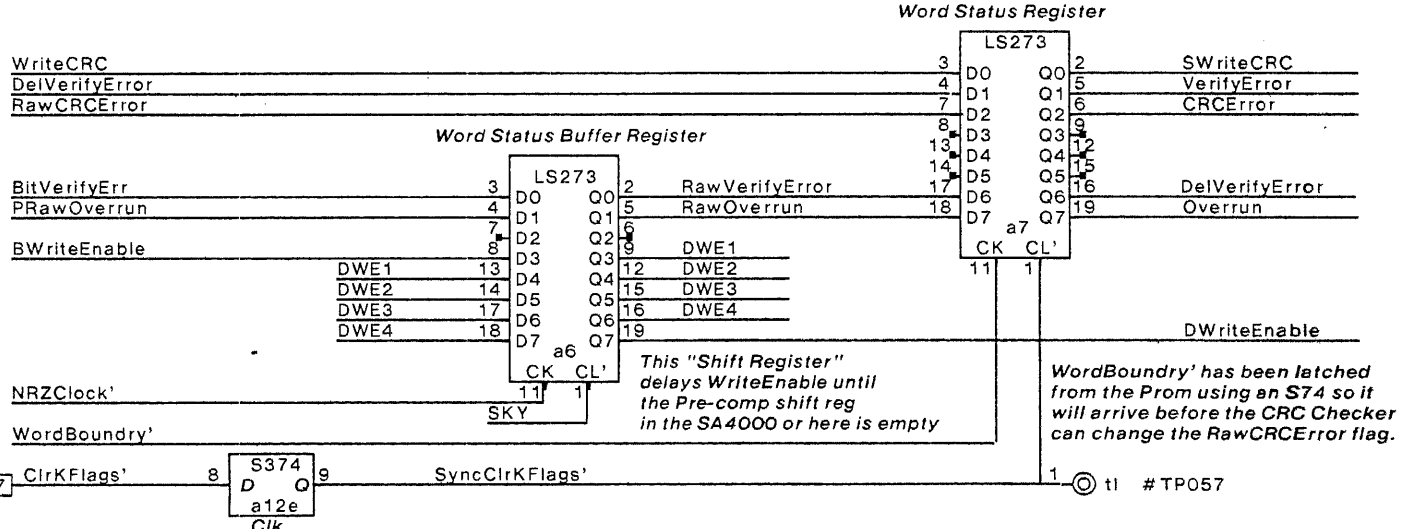 Word Status Register
LS273
WriteCRC 3 D0 Q0 2 SWriteCRC
DelVerifyError 4 D1 Q1 5 VerifyError
RawCRCError 7 D2 Q2 6 CRCError
8 D3 Q3 9
13 D4 Q4 12
14 D5 Q5 15
17 D6 Q6 16 DelVerifyError
18 D7 Q7 19 Overrun
a7
CK CL'
11 1
Word Status Buffer Register
LS273
BitVerifyErr 3 D0 Q0 2 RawVerifyError
PRawOverrun 4 D1 Q1 5 RawOverrun
7 D2 Q2 6
BWriteEnable 8 D3 Q3 9 DWE1
DWE1 13 D4 Q4 12 DWE2
DWE2 14 D5 Q5 15 DWE3
DWE3 17 D6 Q6 16 DWE4
DWE4 18 D7 Q7 19 DWriteEnable
a6
CK CL'
11 1
NRZClock'
SKY
This "Shift Register"
delays WriteEnable until
the Pre-comp shift reg
in the SA4000 or here is empty
WordBoundry' has been latched
from the Prom using an S74 so it
will arrive before the CRC Checker
can change the RawCRCError flag.
WordBoundry'
7 ClrKFlags' 8 S374 9 SyncClrKFlags' 1 tl #TP057
D Q
a12e
Clk